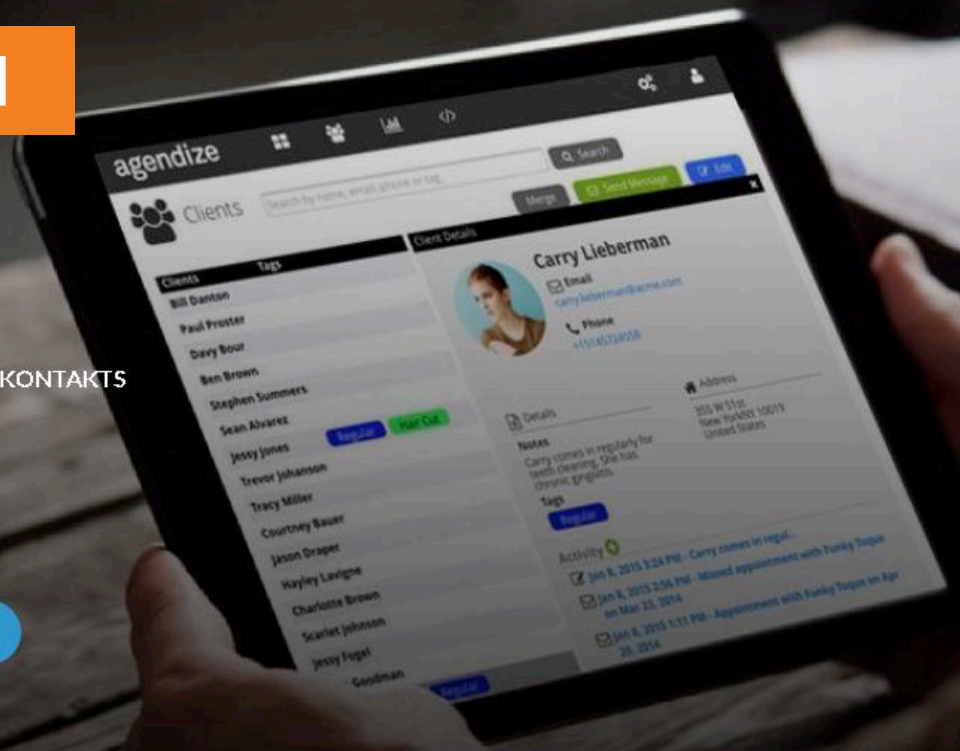 agendize
Clients
Search by name, email, phone or tag
Search
Merge
Send Message
Edit
Clients
Tags
Bill Danton
Paul Proster
Davy Bour
Ben Brown
Stephen Summers
Sean Alvarez
Jessy Jones
Regular
Hair Cut
Trevor Johanson
Tracy Miller
Courtney Bauer
Jason Draper
Hayley Lavigne
Charlotte Brown
Scarlet Johnson
Jessy Fogel
Goodman
Regular
Client Details
Carry Lieberman
Email
carry.lieberman@acme.com
Phone
+15145724558
Details
Notes
Carry comes in regularly for
teeth cleaning. She has
chronic gingivitis.
Tags
Regular
Address
355 W 51st
New YorkNY 10019
United States
Activity
Jan 8, 2015 3:24 PM - Carry comes in regul...
Jan 8, 2015 2:56 PM - Missed appointment with Funky Toque
on Mar 23, 2014
Jan 8, 2015 1:11 PM - Appointment with Funky Toque on Apr
20, 2014
KONTAKTS